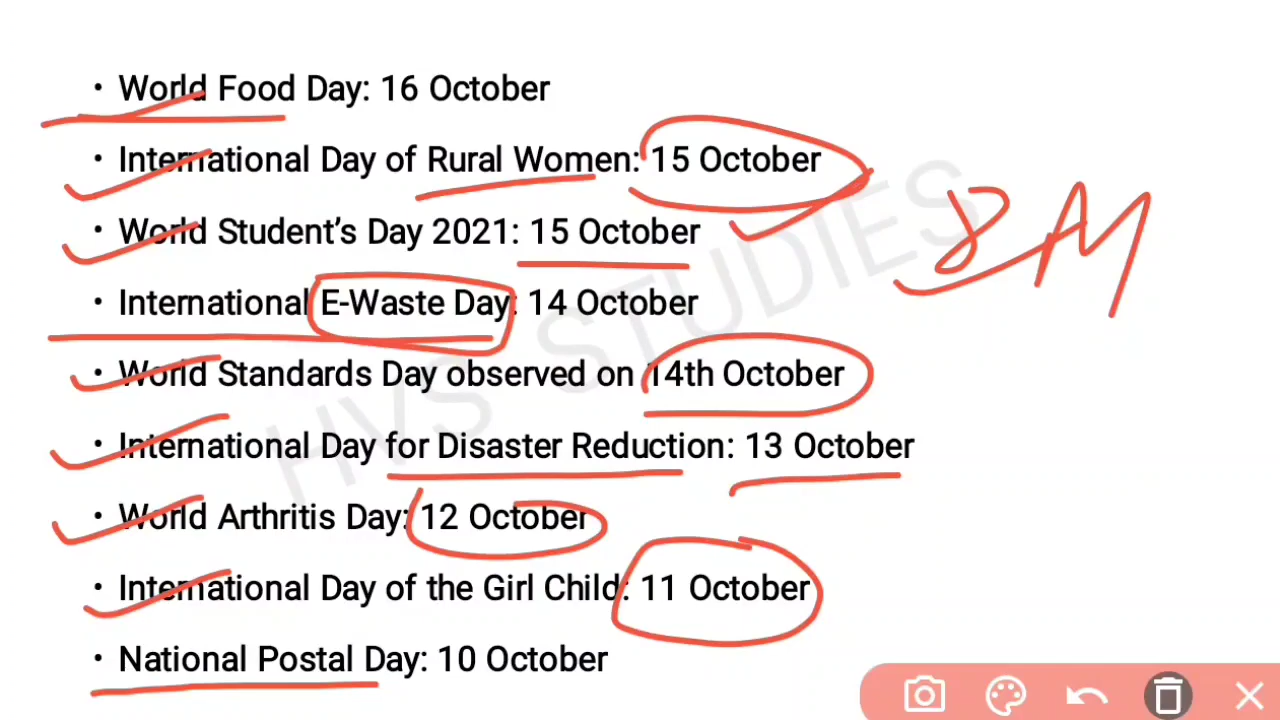 • World Food Day: 16 October
• International Day of Rural Women: 15 October
• World Student’s Day 2021: 15 October
• International E-Waste Day: 14 October
• World Standards Day observed on 14th October
• International Day for Disaster Reduction: 13 October
• World Arthritis Day: 12 October
• International Day of the Girl Child: 11 October
• National Postal Day: 10 October
HVS STUDIES